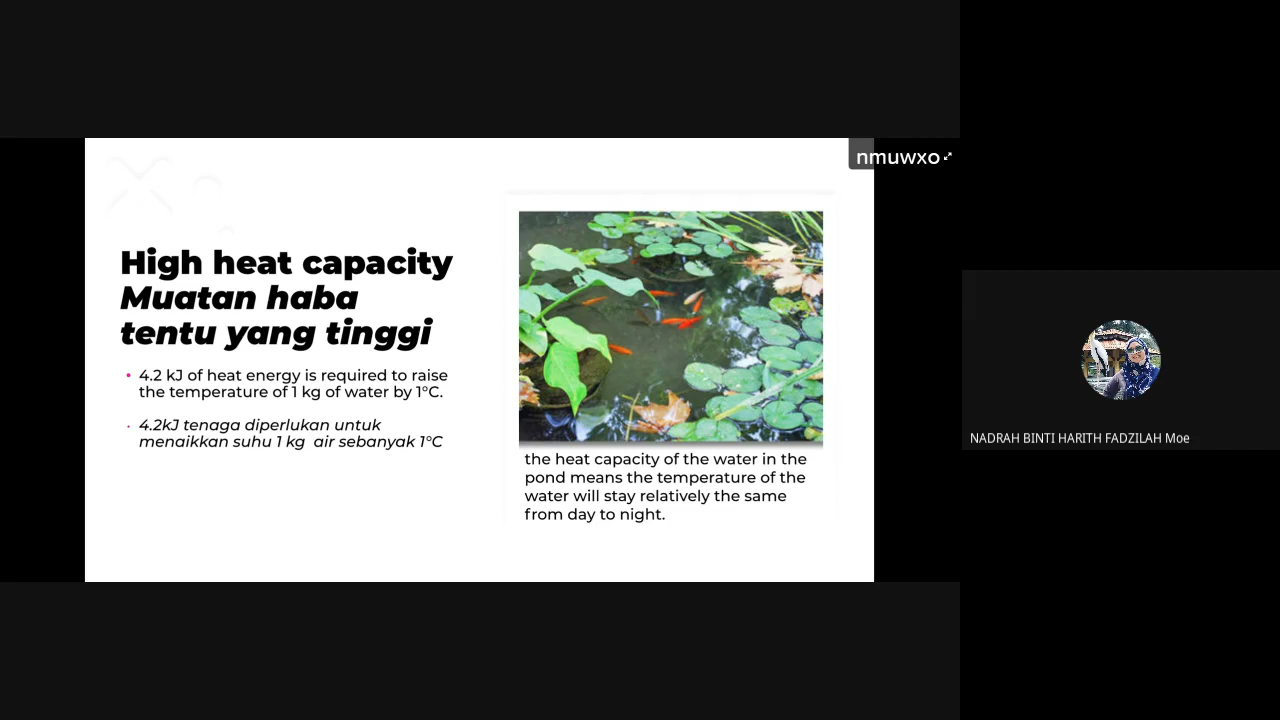 nmuwxo
High heat capacity
Muatan haba
tentu yang tinggi
• 4.2 kJ of heat energy is required to raise
the temperature of 1 kg of water by 1°C.
· 4.2kJ tenaga diperlukan untuk
menaikkan suhu 1 kg air sebanyak 1°C
the heat capacity of the water in the
pond means the temperature of the
water will stay relatively the same
from day to night.
NADRAH BINTI HARITH FADZILAH Moe